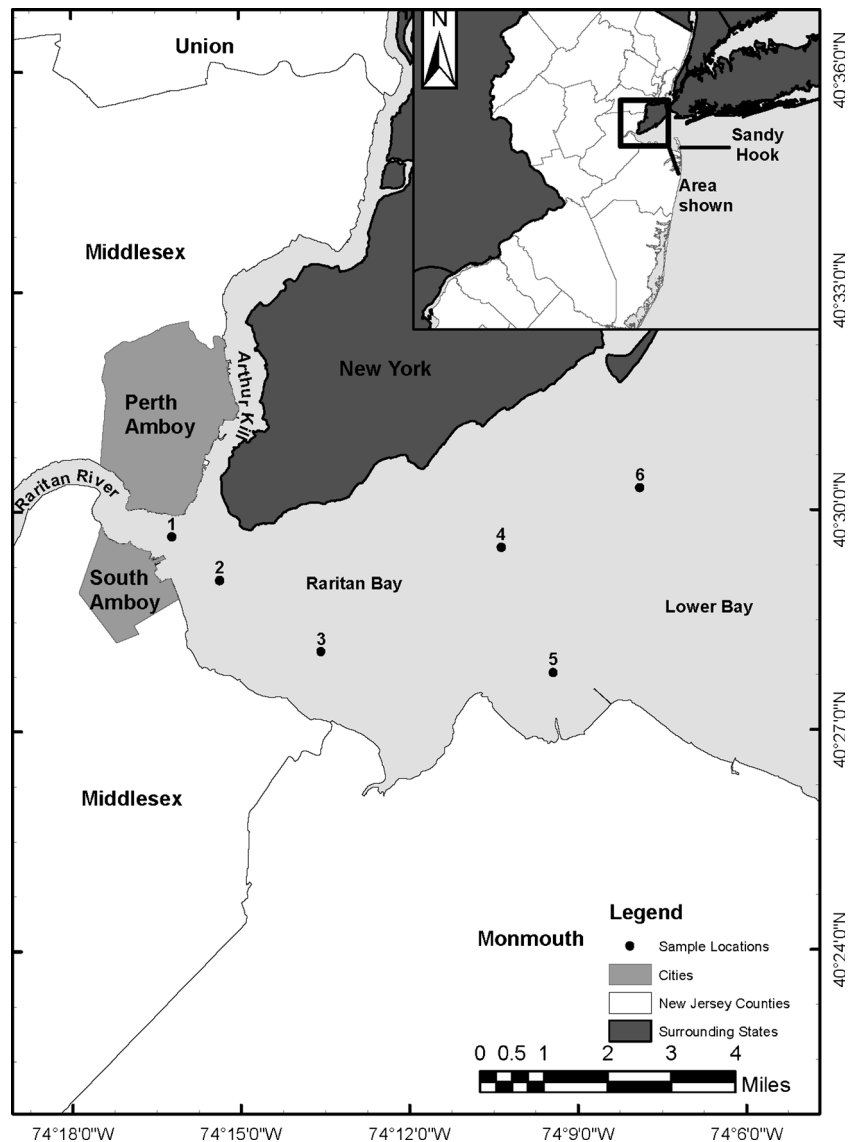 Union
N
40°36'0"N
Sandy
Hook
Area
shown
Middlesex
40°33'0"N
New York
Arthur Kill
Perth
Amboy
Raritan River
6
40°30'0"N
1
4
2
South
Amboy
Raritan Bay
Lower Bay
3
5
40°27'0"N
Middlesex
Monmouth
Legend
Sample Locations
Cities
New Jersey Counties
Surrounding States
40°24'0"N
0 0.5 1 2 3 4
Miles
74°18'0"W 74°15'0"W 74°12'0"W 74°9'0"W 74°6'0"W